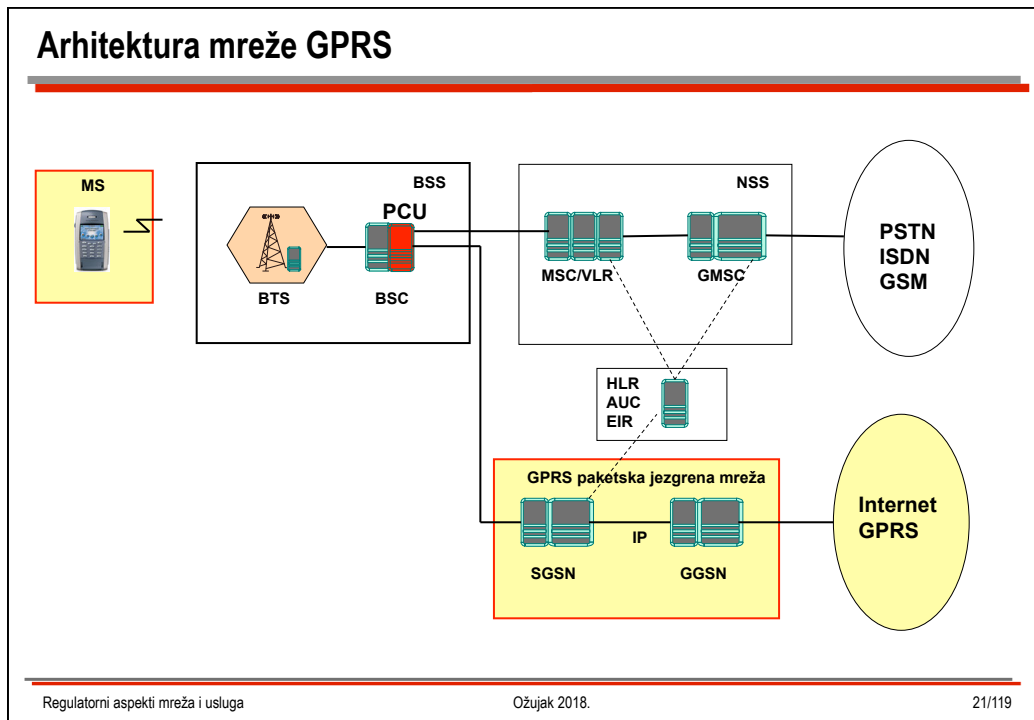 Arhitektura mreže GPRS
MS
BSS
PCU
BTS
BSC
NSS
MSC/VLR
GMSC
PSTN
ISDN
GSM
HLR
AUC
EIR
GPRS paketska jezgrena mreža
SGSN
IP
GGSN
Internet
GPRS
Regulatorni aspekti mreža i usluga
Ožujak 2018.
21/119